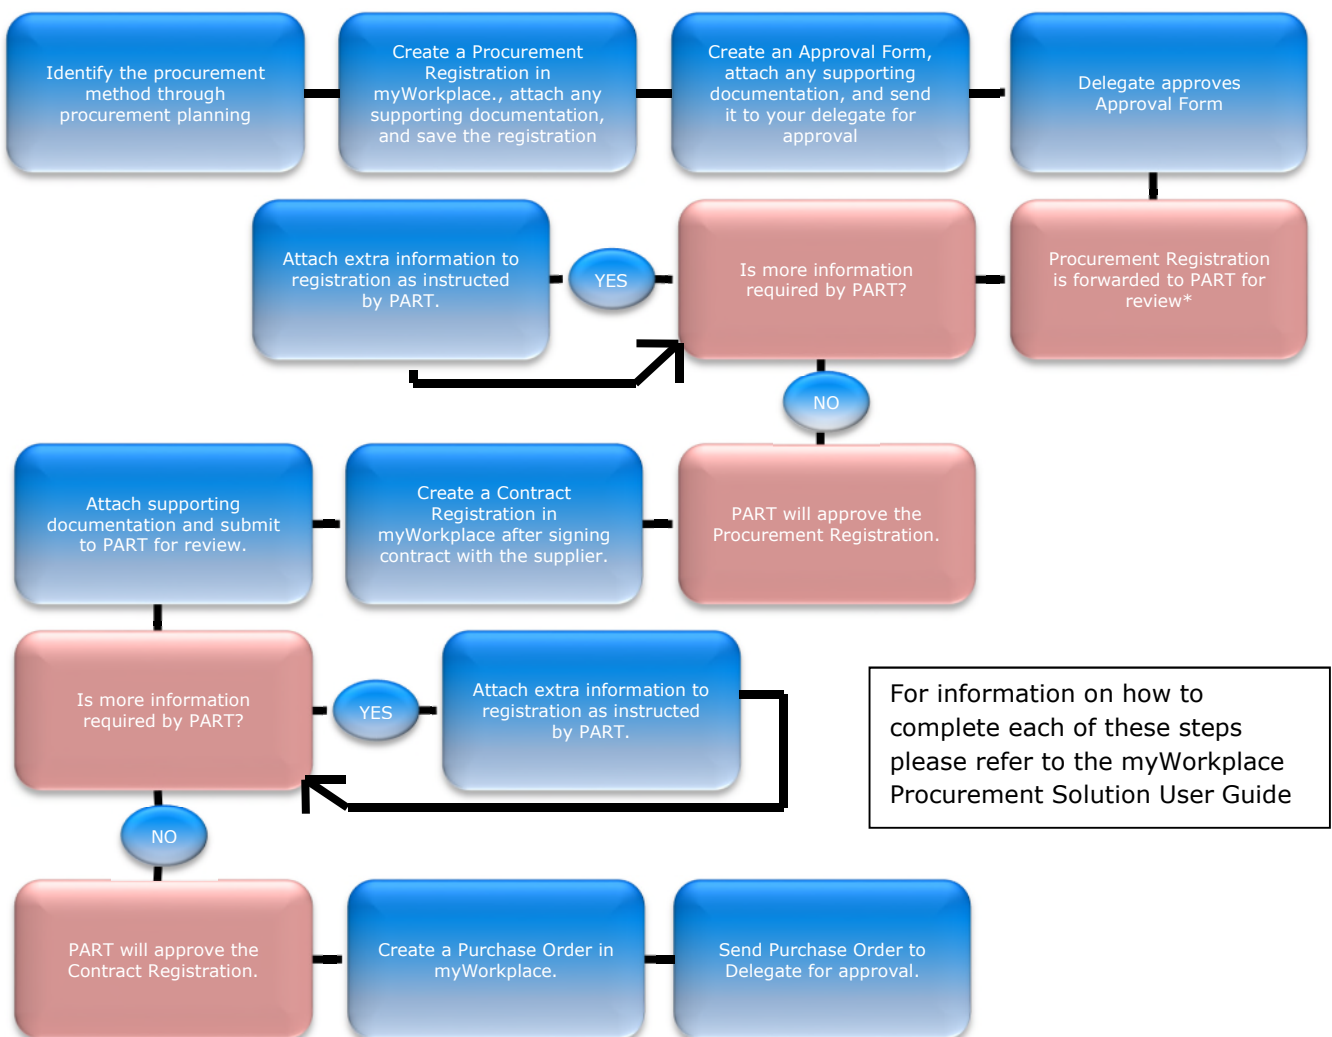 Identify the procurement
method through
procurement planning
Create a Procurement
Registration in
myWorkplace., attach any
supporting documentation,
and save the registration
Create an Approval Form,
attach any supporting
documentation, and send
it to your delegate for
approval
Delegate approves
Approval Form
Attach extra information to
registration as instructed
by PART.
YES
Is more information
required by PART?
Procurement Registration
is forwarded to PART for
review*
NO
Attach supporting
documentation and submit
to PART for review.
Create a Contract
Registration in
myWorkplace after signing
contract with the supplier.
PART will approve the
Procurement Registration.
Is more information
required by PART?
YES
Attach extra information to
registration as instructed
by PART.
For information on how to
complete each of these steps
please refer to the myWorkplace
Procurement Solution User Guide
NO
PART will approve the
Contract Registration.
Create a Purchase Order in
myWorkplace.
Send Purchase Order to
Delegate for approval.